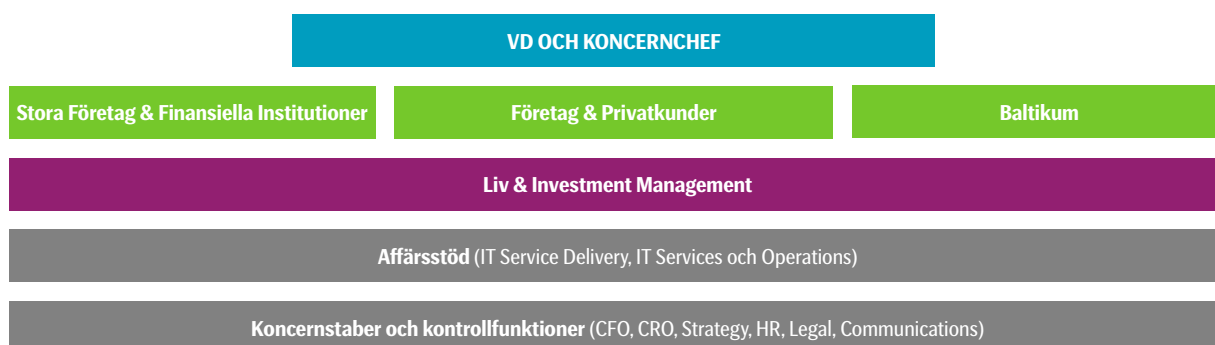 VD OCH KONCERNCHEF
Stora Företag & Finansiella Institutioner
Företag & Privatkunder
Baltikum
Liv & Investment Management
Affärsstöd (IT Service Delivery, IT Services och Operations)
Koncernstaber och kontrollfunktioner (CFO, CRO, Strategy, HR, Legal, Communications)